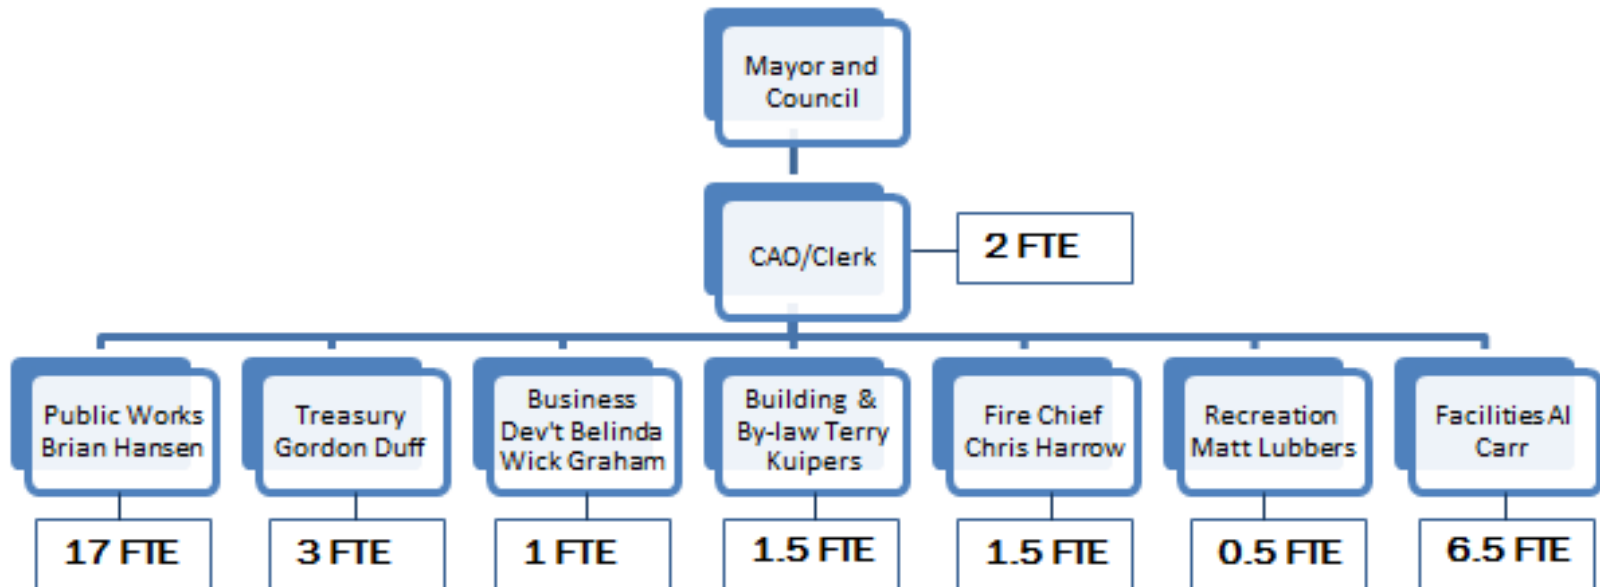 Mayor and
Council
CAO/Clerk
2 FTE
Public Works
Brian Hansen
Treasury
Gordon Duff
Business
Dev't Belinda
Wick Graham
Building &
By-law Terry
Kuipers
Fire Chief
Chris Harrow
Recreation
Matt Lubbers
Facilities Al
Carr
17 FTE
3 FTE
1 FTE
1.5 FTE
1.5 FTE
0.5 FTE
6.5 FTE